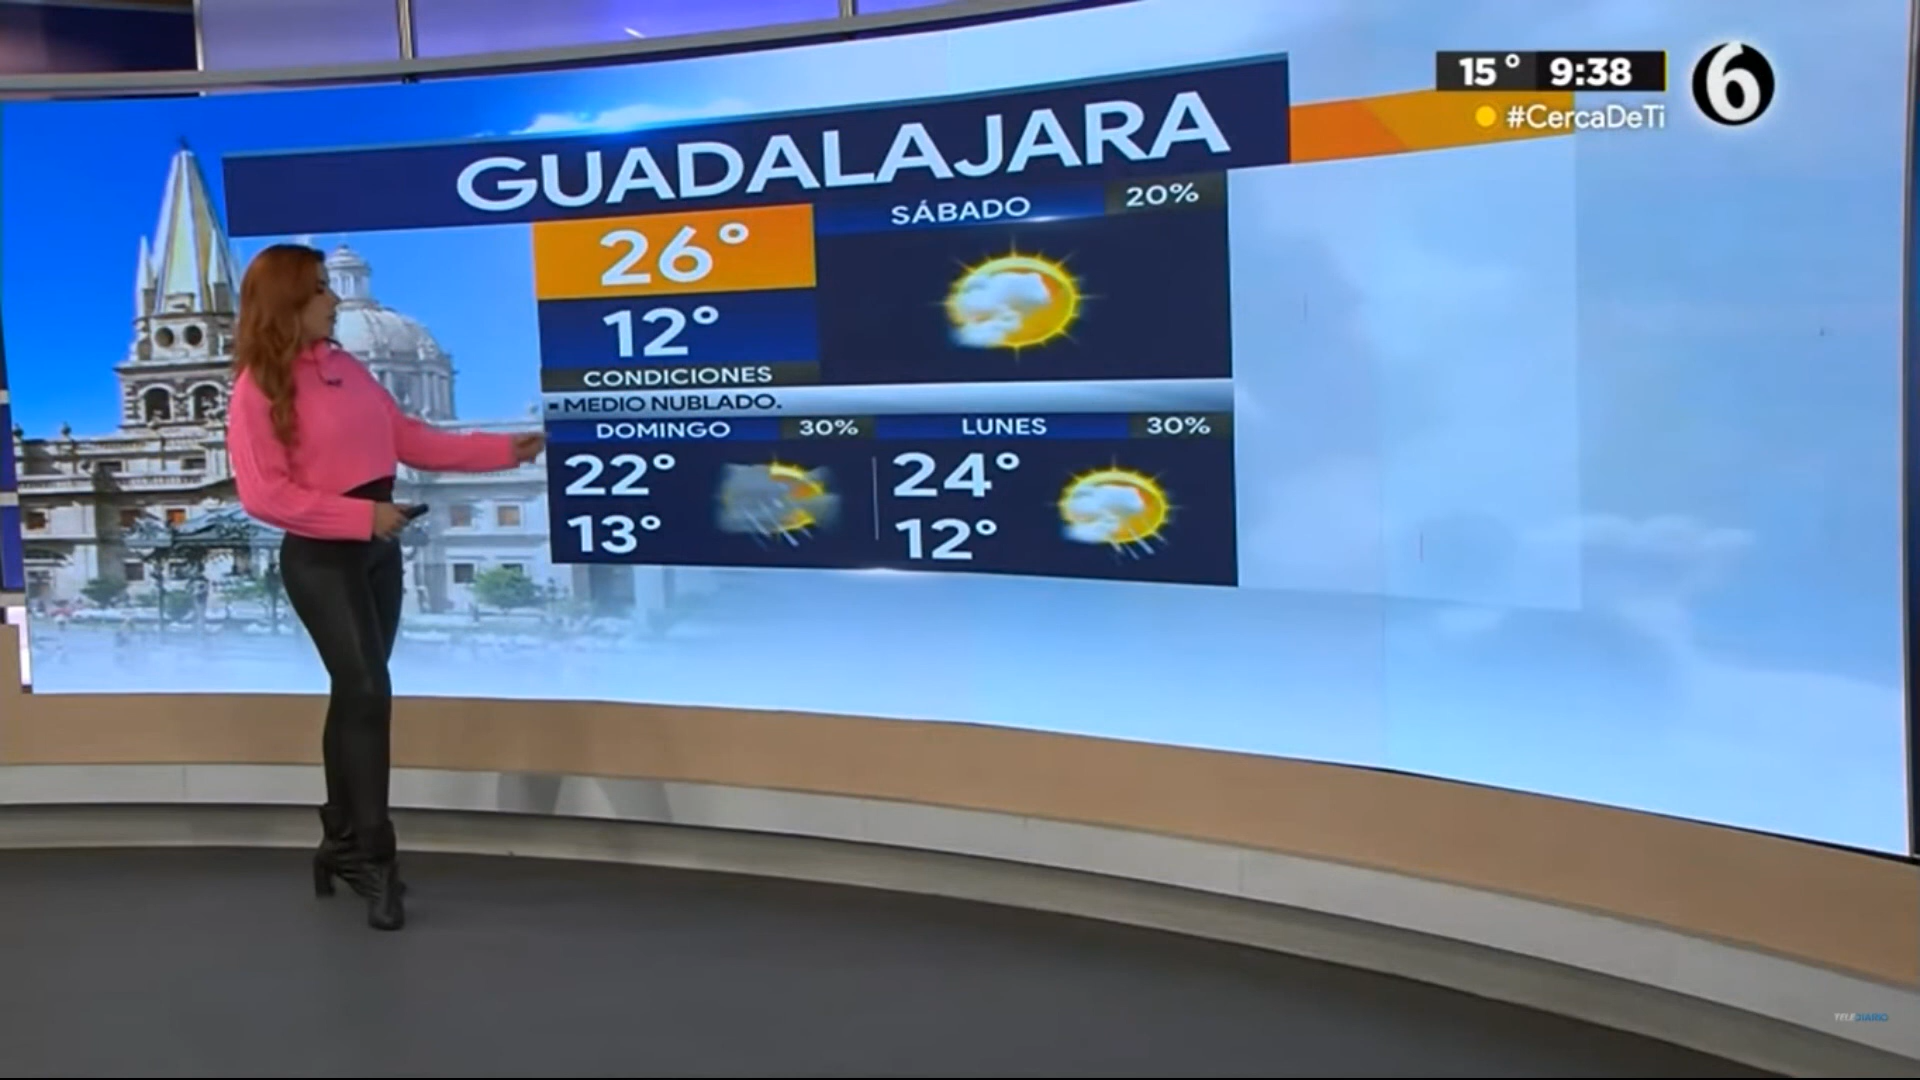 15° 9:38 6
#CercaDeTi
GUADALAJARA
26° SÁBADO 20%
12°
CONDICIONES
MEDIO NUBLADO.
DOMINGO 30% LUNES 30%
22° 24°
13° 12°
TELEDIARIO